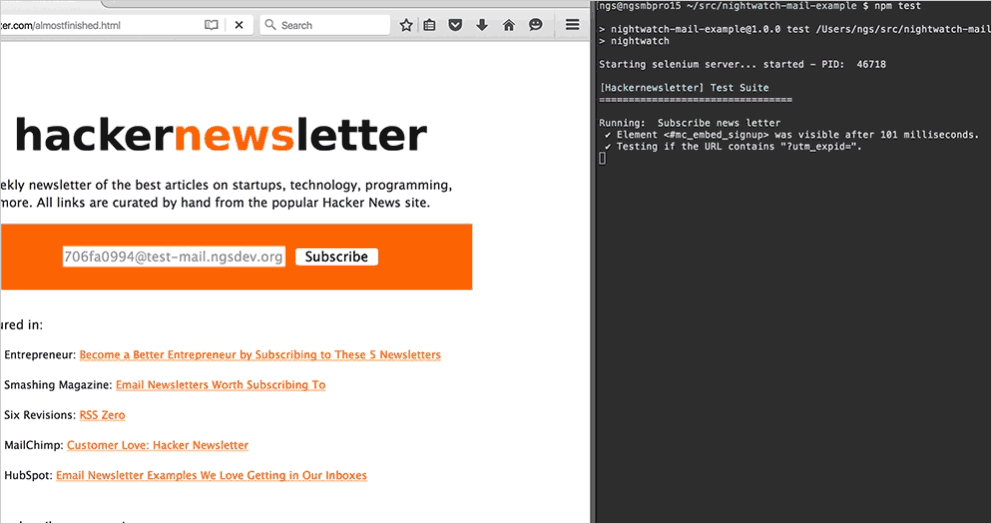 ter.com/almostfinished.html
Search
hackernewsletter
ekly newsletter of the best articles on startups, technology, programming,
more. All links are curated by hand from the popular Hacker News site.
706fa0994@test-mail.ngsdev.org
Subscribe
ured in:
Entrepreneur: Become a Better Entrepreneur by Subscribing to These 5 Newsletters
Smashing Magazine: Email Newsletters Worth Subscribing To
Six Revisions: RSS Zero
MailChimp: Customer Love: Hacker Newsletter
HubSpot: Email Newsletter Examples We Love Getting in Our Inboxes
[ngs@ngsmbpro15 ~/src/nightwatch-mail-example $ npm test
> nightwatch-mail-example@1.0.0 test /Users/ngs/src/nightwatch-mail
> nightwatch
Starting selenium server... started - PID:  46718
[Hackernewsletter] Test Suite
=================================
Running:  Subscribe news letter
✔ Element <#mc_embed_signup> was visible after 101 milliseconds.
✔ Testing if the URL contains "?utm_expid=".